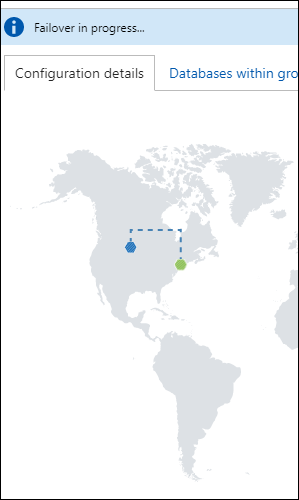 Failover in progress...
Configuration details
Databases within gro